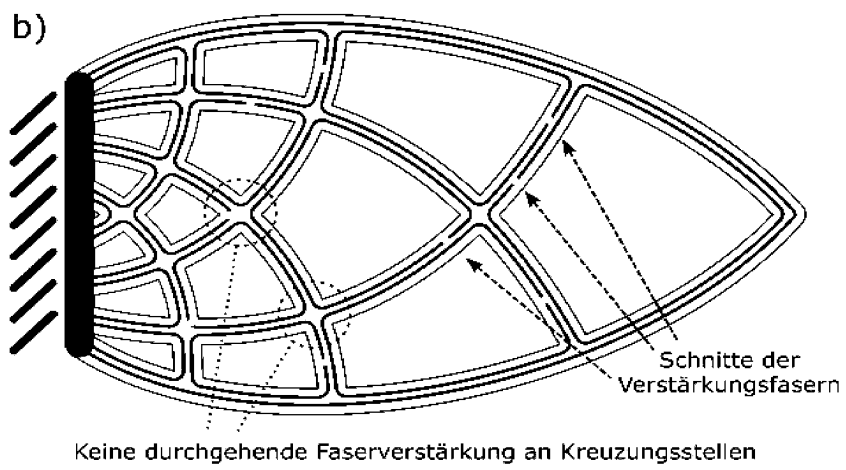 b)
Schnitte der
Verstärkungsfasern
Keine durchgehende Faserverstärkung an Kreuzungsstellen